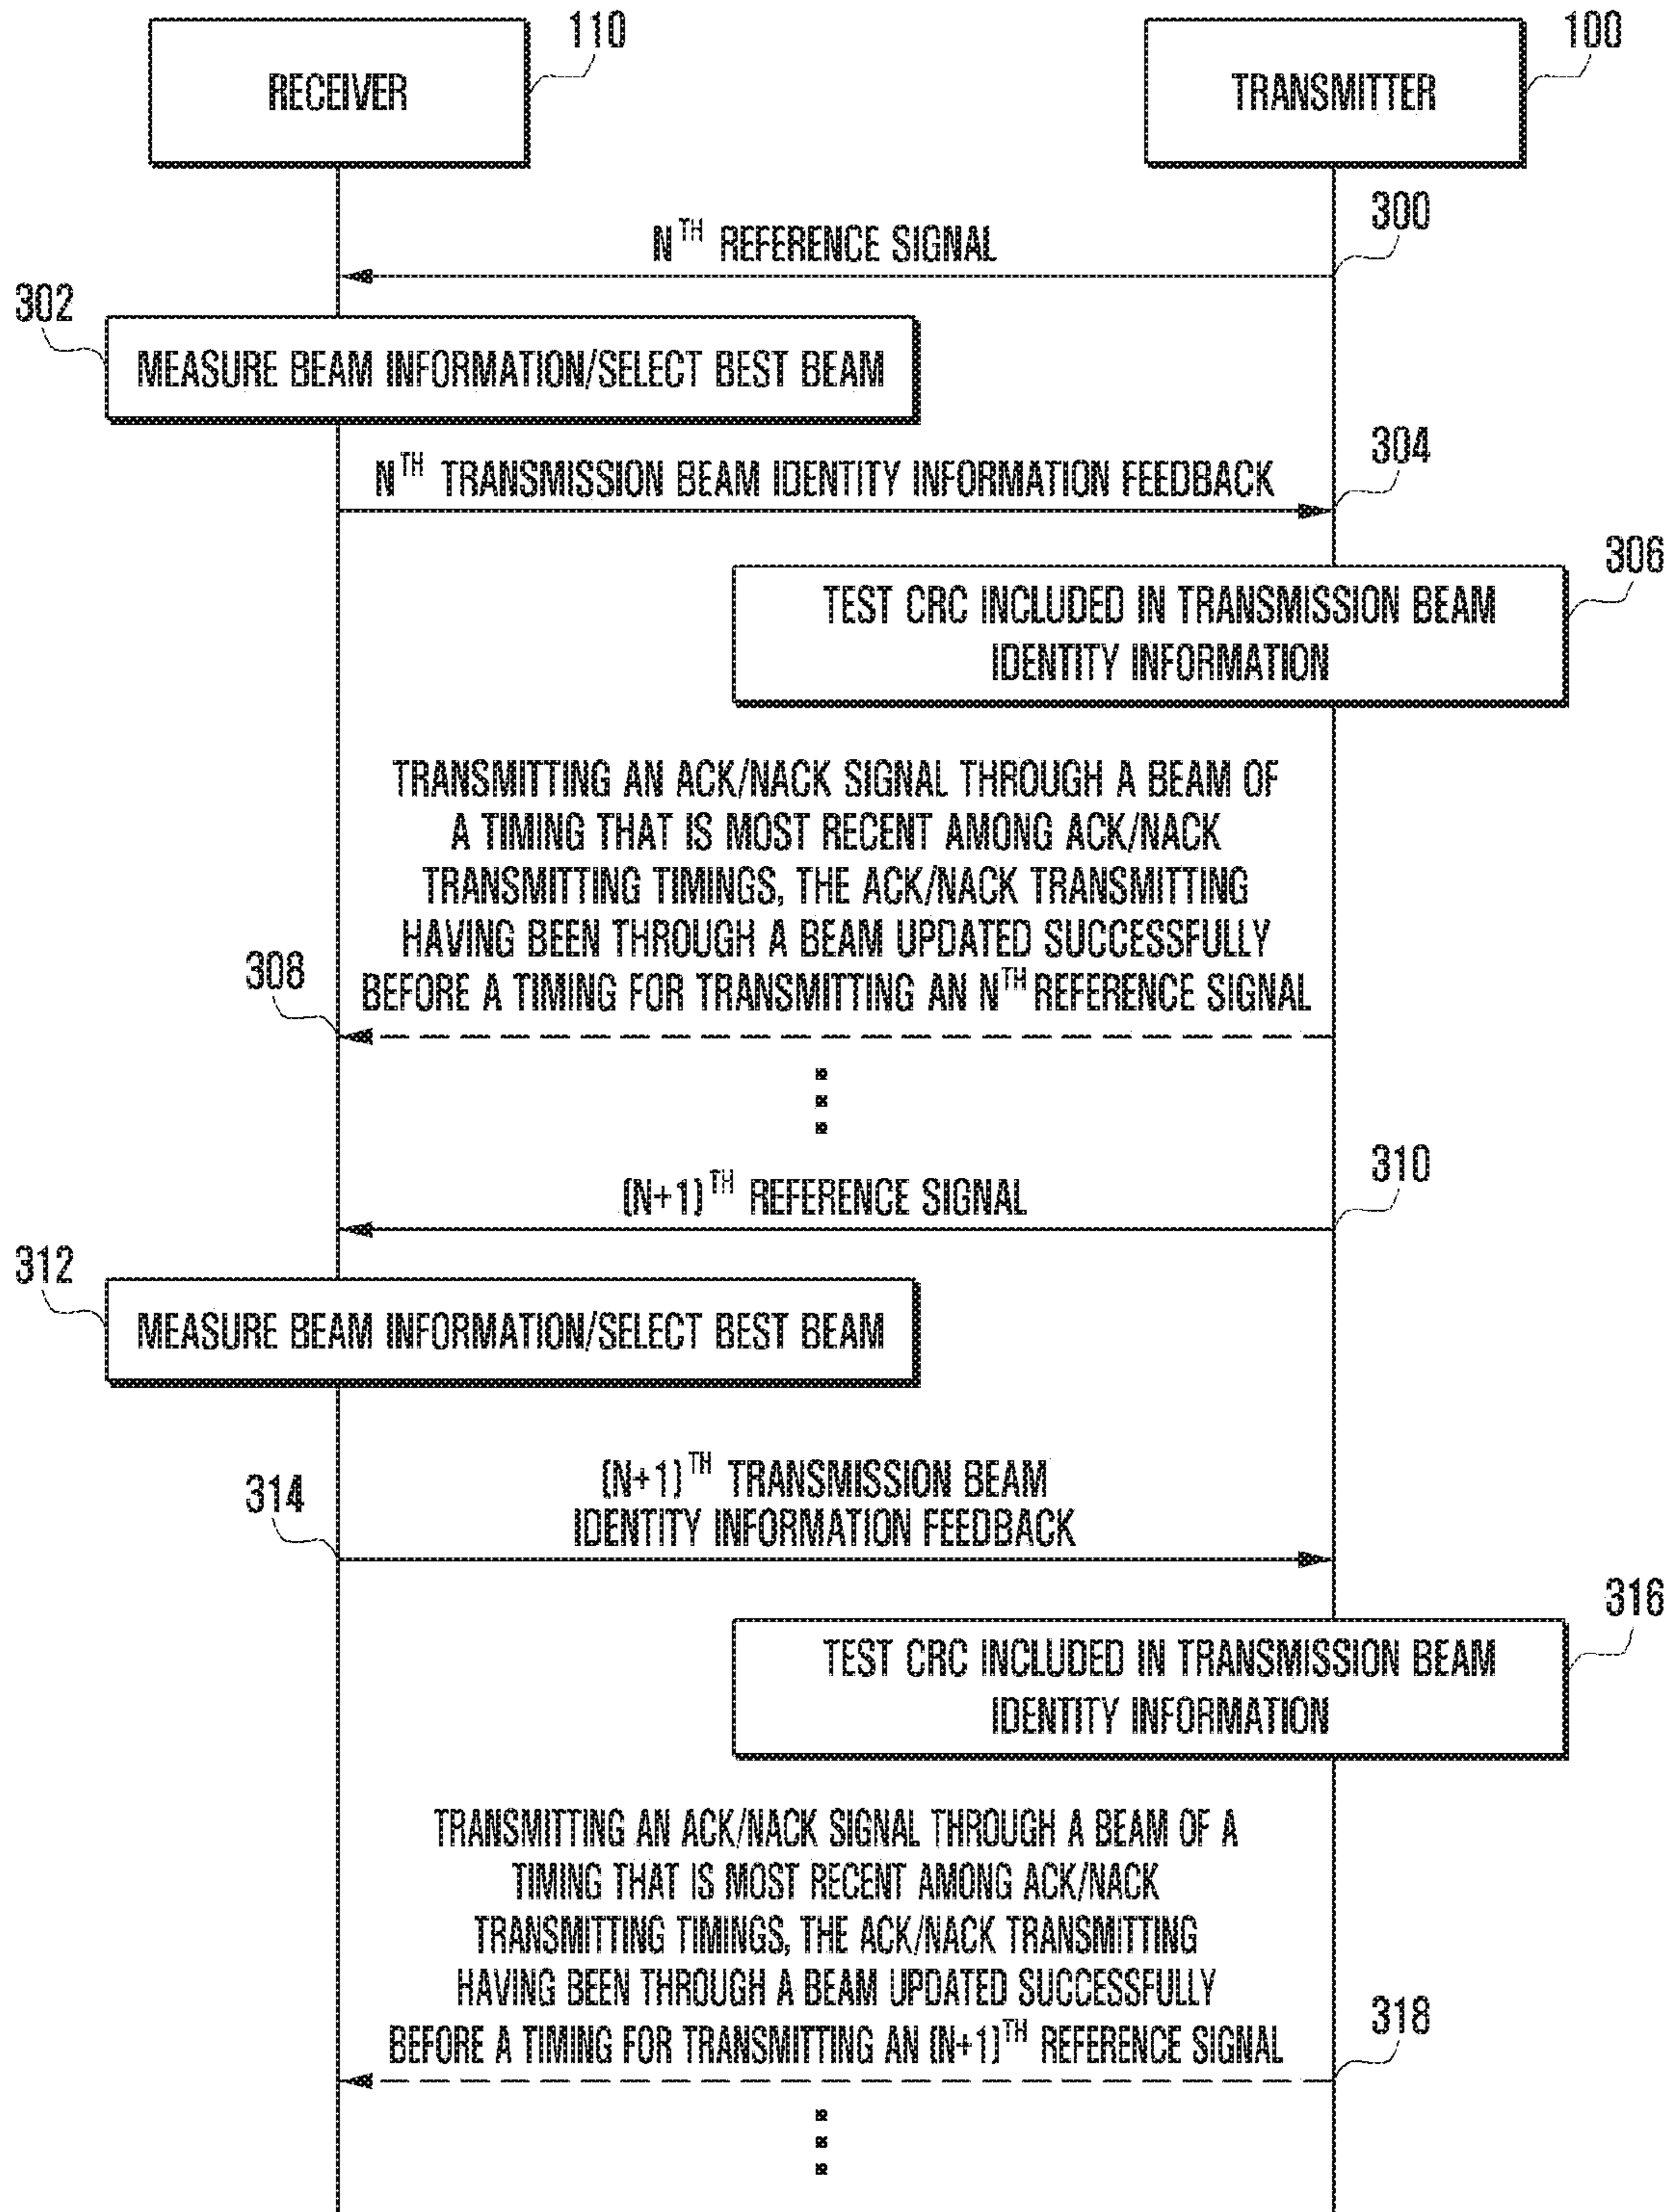 110
100
RECEIVER
TRANSMITTER
300
NTH REFERENCE SIGNAL
302
MEASURE BEAM INFORMATION/SELECT BEST BEAM
304
NTH TRANSMISSION BEAM IDENTITY INFORMATION FEEDBACK
306
TEST CRC INCLUDED IN TRANSMISSION BEAM
IDENTITY INFORMATION
TRANSMITTING AN ACK/NACK SIGNAL THROUGH A BEAM OF
A TIMING THAT IS MOST RECENT AMONG ACK/NACK
TRANSMITTING TIMINGS, THE ACK/NACK TRANSMITTING
HAVING BEEN THROUGH A BEAM UPDATED SUCCESSFULLY
308
BEFORE A TIMING FOR TRANSMITTING AN NTH REFERENCE SIGNAL
310
(N+1)TH REFERENCE SIGNAL
312
MEASURE BEAM INFORMATION/SELECT BEST BEAM
314
(N+1)TH TRANSMISSION BEAM
IDENTITY INFORMATION FEEDBACK
316
TEST CRC INCLUDED IN TRANSMISSION BEAM
IDENTITY INFORMATION
TRANSMITTING AN ACK/NACK SIGNAL THROUGH A BEAM OF A
TIMING THAT IS MOST RECENT AMONG ACK/NACK
TRANSMITTING TIMINGS, THE ACK/NACK TRANSMITTING
HAVING BEEN THROUGH A BEAM UPDATED SUCCESSFULLY
318
BEFORE A TIMING FOR TRANSMITTING AN (N+1)TH REFERENCE SIGNAL